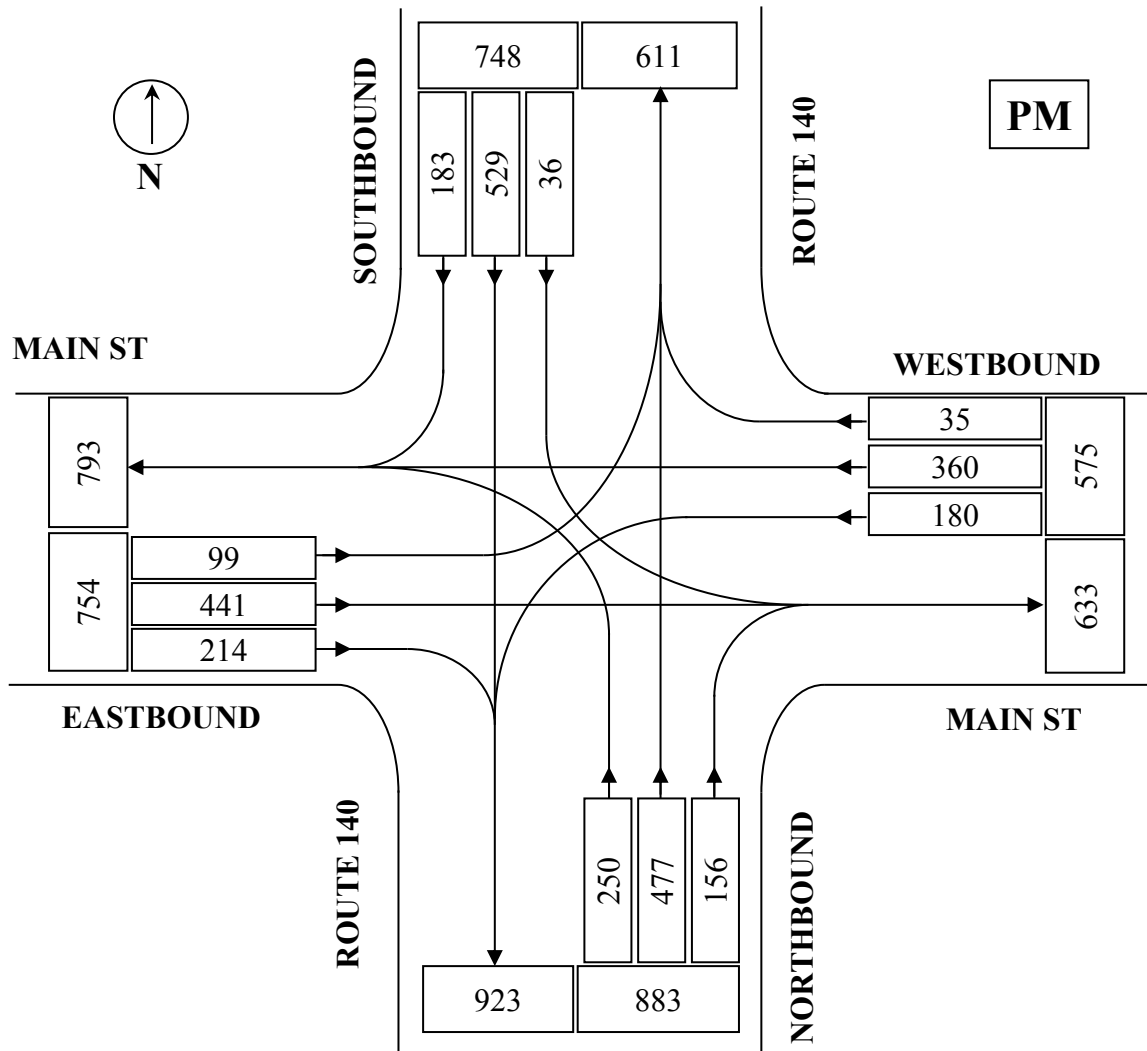 748
611
183
529
36
SOUTHBOUND
ROUTE 140
PM
N
MAIN ST
WESTBOUND
793
35
360
180
575
754
99
441
214
633
EASTBOUND
MAIN ST
ROUTE 140
250
477
156
NORTHBOUND
923
883